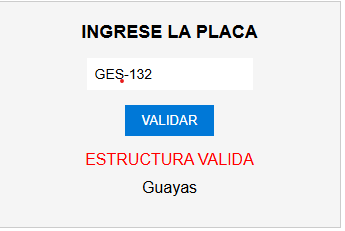 INGRESE LA PLACA
GES-132
VALIDAR
ESTRUCTURA VALIDA
Guayas